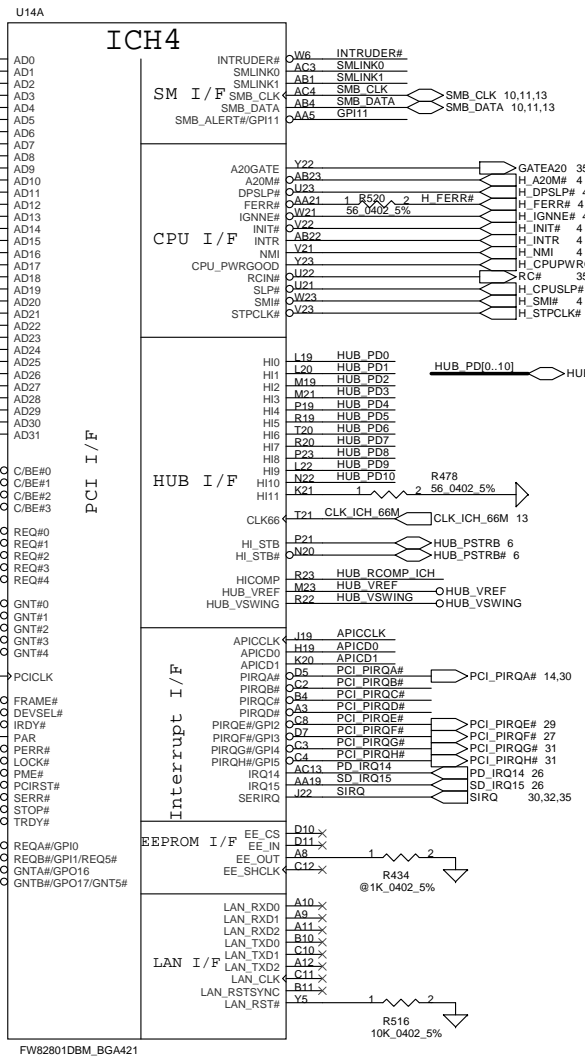 U14A
ICH4
AD0
AD1
AD2
AD3
AD4
AD5
AD6
AD7
AD8
AD9
AD10
AD11
AD12
AD13
AD14
AD15
AD16
AD17
AD18
AD19
AD20
AD21
AD22
AD23
AD24
AD25
AD26
AD27
AD28
AD29
AD30
AD31
C/BE#0
C/BE#1
C/BE#2
C/BE#3
REQ#0
REQ#1
REQ#2
REQ#3
REQ#4
GNT#0
GNT#1
GNT#2
GNT#3
GNT#4
PCICLK
FRAME#
DEVSEL#
IRDY#
PAR
PERR#
LOCK#
PME#
PCIRST#
SERR#
STOP#
TRDY#
REQA#/GPI0
REQB#/GPI1/REQ5#
GNTA#/GPO16
GNTB#/GPO17/GNT5#
PCI I/F
SM I/F
INTRUDER# W6 INTRUDER#
SMLINK0 AC3 SMLINK0
SMLINK1 AB1 SMLINK1
SMB_CLK AC4 SMB_CLK SMB_CLK 10,11,13
SMB_DATA AB4 SMB_DATA SMB_DATA 10,11,13
SMB_ALERT#/GPI11 AA5 GPI11
CPU I/F
A20GATE Y22 GATEA20 35
A20M# AB23 H_A20M# 4
DPSLP# U23 H_DPSLP# 4
FERR# AA21 1 R520 2 H_FERR# H_FERR# 4
IGNNE# W21 56_0402_5% H_IGNNE# 4
INIT# V22 H_INIT# 4
INTR AB22 H_INTR 4
NMI V21 H_NMI 4
CPU_PWRGOOD Y23 H_CPUPWR
RCIN# U22 RC# 35
SLP# U21 H_CPUSLP#
SMI# W23 H_SMI# 4
STPCLK# V23 H_STPCLK#
HUB I/F
HI0 L19 HUB_PD0
HI1 L20 HUB_PD1 HUB_PD[0..10] HU
HI2 M19 HUB_PD2
HI3 M21 HUB_PD3
HI4 P19 HUB_PD4
HI5 R19 HUB_PD5
HI6 T20 HUB_PD6
HI7 R20 HUB_PD7
HI8 P23 HUB_PD8
HI9 L22 HUB_PD9
HI10 N22 HUB_PD10 R478
HI11 K21 1 2 56_0402_5%
CLK66 T21 CLK_ICH_66M CLK_ICH_66M 13
HI_STB P21 HUB_PSTRB 6
HI_STB# N20 HUB_PSTRB# 6
HICOMP R23 HUB_RCOMP_ICH
HUB_VREF M23 HUB_VREF HUB_VREF
HUB_VSWING R22 HUB_VSWING HUB_VSWING
Interrupt I/F
APICCLK J19 APICCLK
APICD0 H19 APICD0
APICD1 K20 APICD1
PIRQA# D5 PCI_PIRQA# PCI_PIRQA# 14,30
PIRQB# C2 PCI_PIRQB#
PIRQC# B4 PCI_PIRQC#
PIRQD# A3 PCI_PIRQD#
PIRQE#/GPI2 C8 PCI_PIRQE# PCI_PIRQE# 29
PIRQF#/GPI3 D7 PCI_PIRQF# PCI_PIRQF# 27
PIRQG#/GPI4 C3 PCI_PIRQG# PCI_PIRQG# 31
PIRQH#/GPI5 C4 PCI_PIRQH# PCI_PIRQH# 31
IRQ14 AC13 PD_IRQ14 PD_IRQ14 26
IRQ15 AA19 SD_IRQ15 SD_IRQ15 26
SERIRQ J22 SIRQ SIRQ 30,32,35
EEPROM I/F
EE_CS D10
EE_IN D11
EE_OUT A8 1 2
EE_SHCLK C12 R434
@1K_0402_5%
LAN I/F
LAN_RXD0 A10
LAN_RXD1 A9
LAN_RXD2 A11
LAN_TXD0 B10
LAN_TXD1 C10
LAN_TXD2 A12
LAN_CLK C11
LAN_RSTSYNC B11
LAN_RST# Y5 1 2
R516
10K_0402_5%
FW82801DBM_BGA421